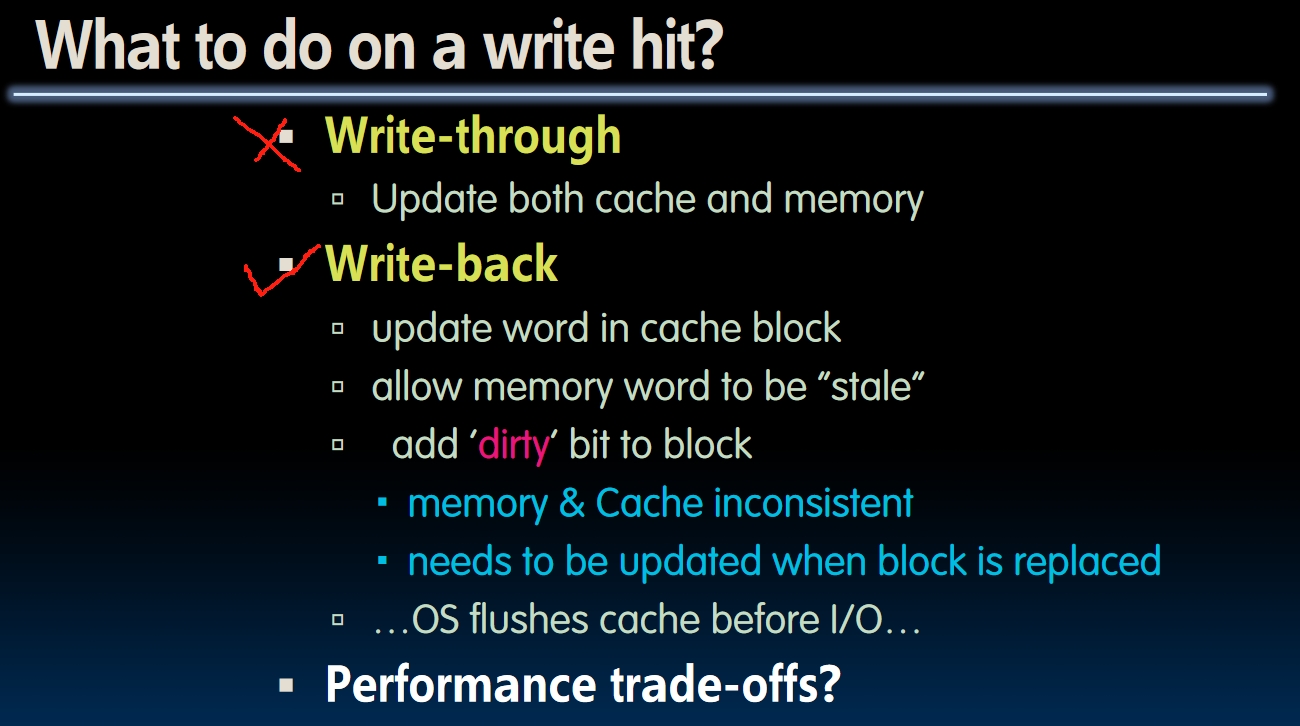 What to do on a write hit?
Write-through
Update both cache and memory
Write-back
update word in cache block
allow memory word to be “stale”
add ‘dirty’ bit to block
memory & Cache inconsistent
needs to be updated when block is replaced
…OS flushes cache before I/O…
Performance trade-offs?